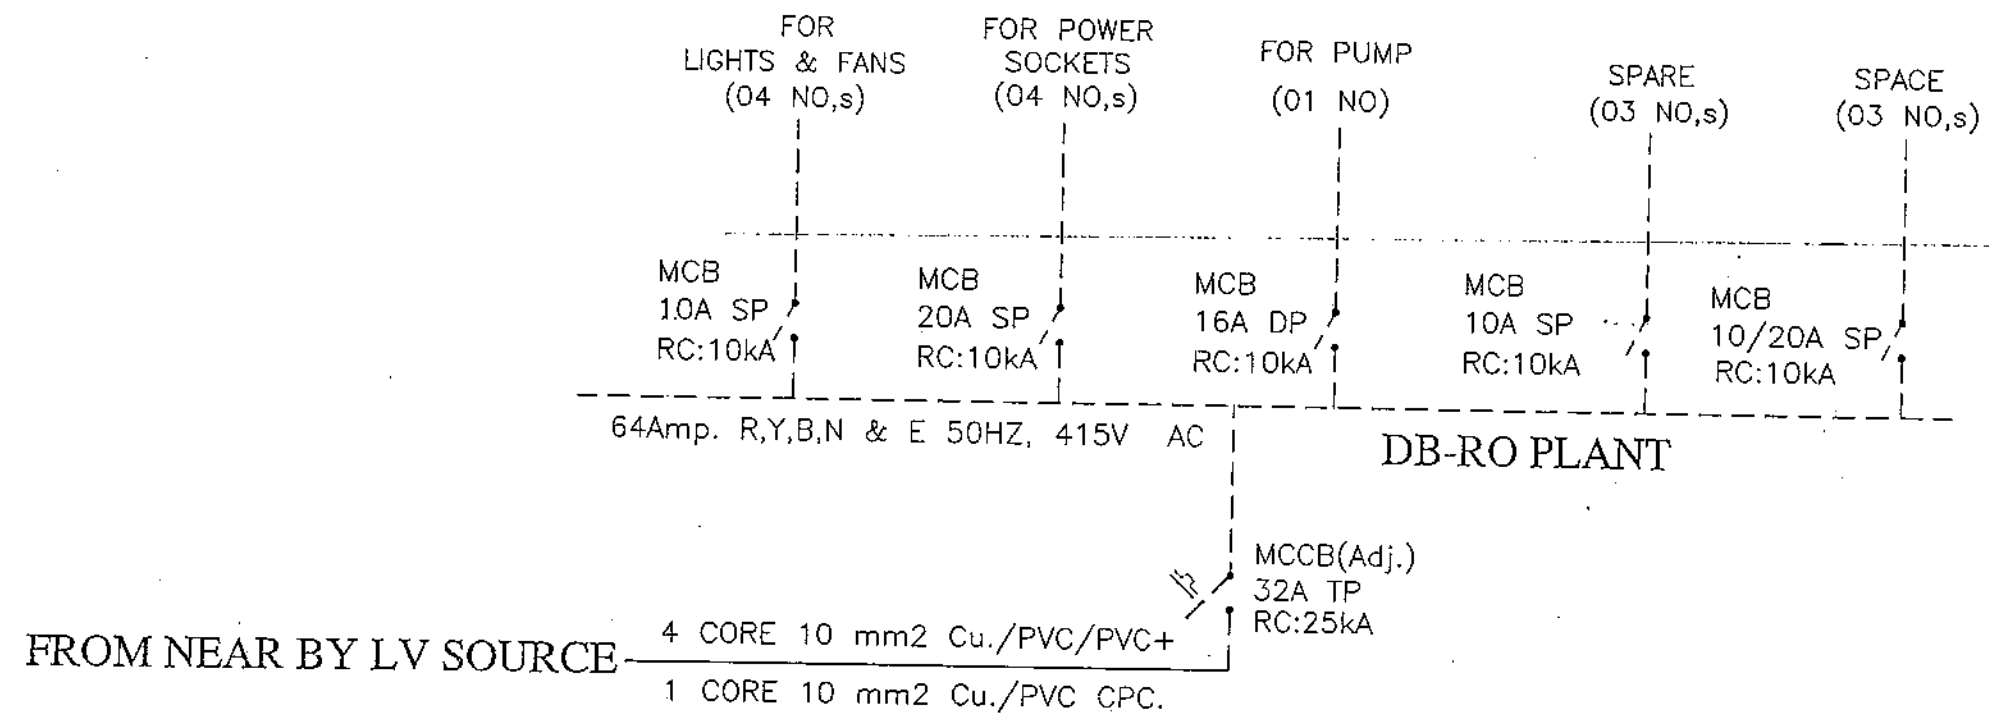 FOR
LIGHTS & FANS
(04 NO,s)
FOR POWER
SOCKETS
(04 NO,s)
FOR PUMP
(01 NO)
SPARE
(03 NO,s)
SPACE
(03 NO,s)
MCB
10A SP
RC:10kA
MCB
20A SP
RC:10kA
MCB
16A DP
RC:10kA
MCB
10A SP
RC:10kA
MCB
10/20A SP
RC:10kA
64Amp. R,Y,B,N & E 50HZ, 415V AC
DB-RO PLANT
MCCB(Adj.)
32A TP
RC:25kA
FROM NEAR BY LV SOURCE
4 CORE 10 mm2 Cu./PVC/PVC+
1 CORE 10 mm2 Cu./PVC CPC.